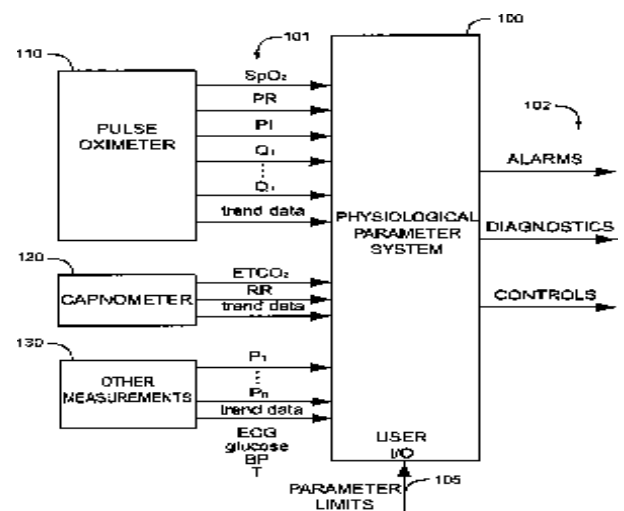 100
110
101
PULSE
OXIMETER
SpO₂
PR
PI
Q₁
trend data
102
ALARMS
DIAGNOSTICS
CONTROLS
PHYSIOLOGICAL
PARAMETER
SYSTEM
120
CAPNOMETER
ETCO₂
RR
trend data
130
OTHER
MEASUREMENTS
P₁
Pₙ
trend data
ECG
glucose
BP
T
USER
I/O
105
PARAMETER
LIMITS